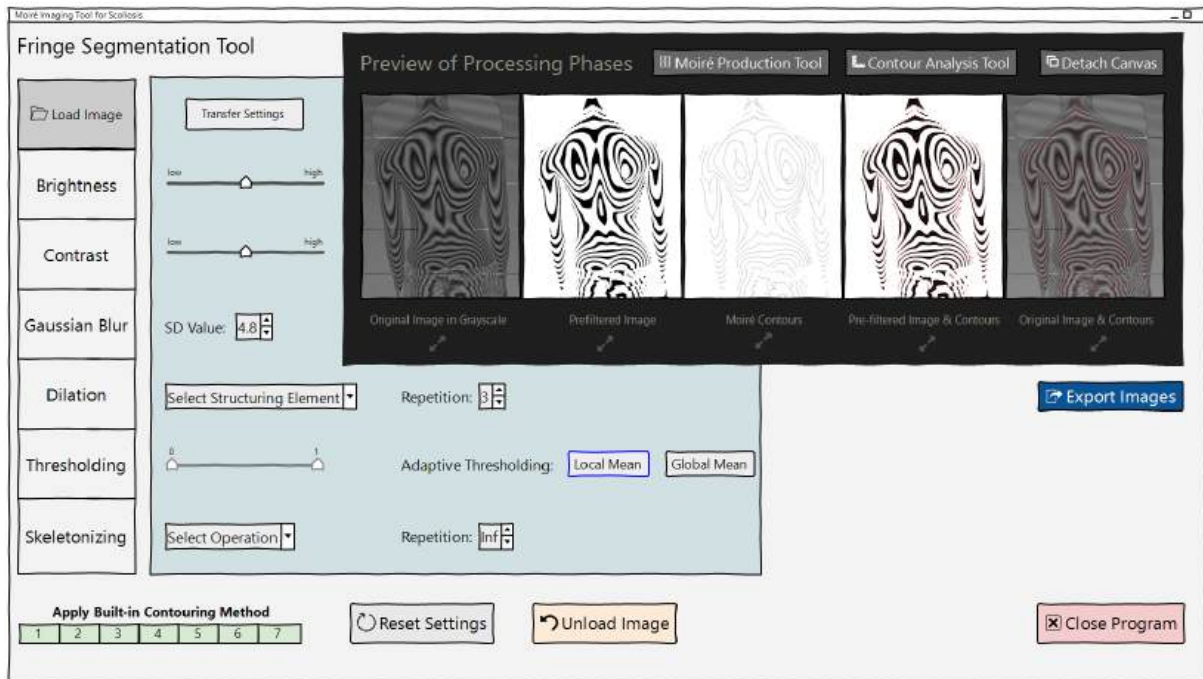 Moiré Imaging Tool for Scoliosis
Fringe Segmentation Tool
Preview of Processing Phases
Moiré Production Tool
Contour Analysis Tool
Detach Canvas
Load Image
Transfer Settings
Brightness
low high
Contrast
low high
Original Image in Grayscale
Prefiltered Image
Moiré Contours
Pre-filtered Image & Contours
Original Image & Contours
Gaussian Blur
SD Value: 4.8
Dilation
Select Structuring Element
Repetition: 3
Export Images
Thresholding
0 1
Adaptive Thresholding: Local Mean Global Mean
Skeletonizing
Select Operation
Repetition: Inf
Apply Built-in Contouring Method
1 2 3 4 5 6 7
Reset Settings
Unload Image
Close Program